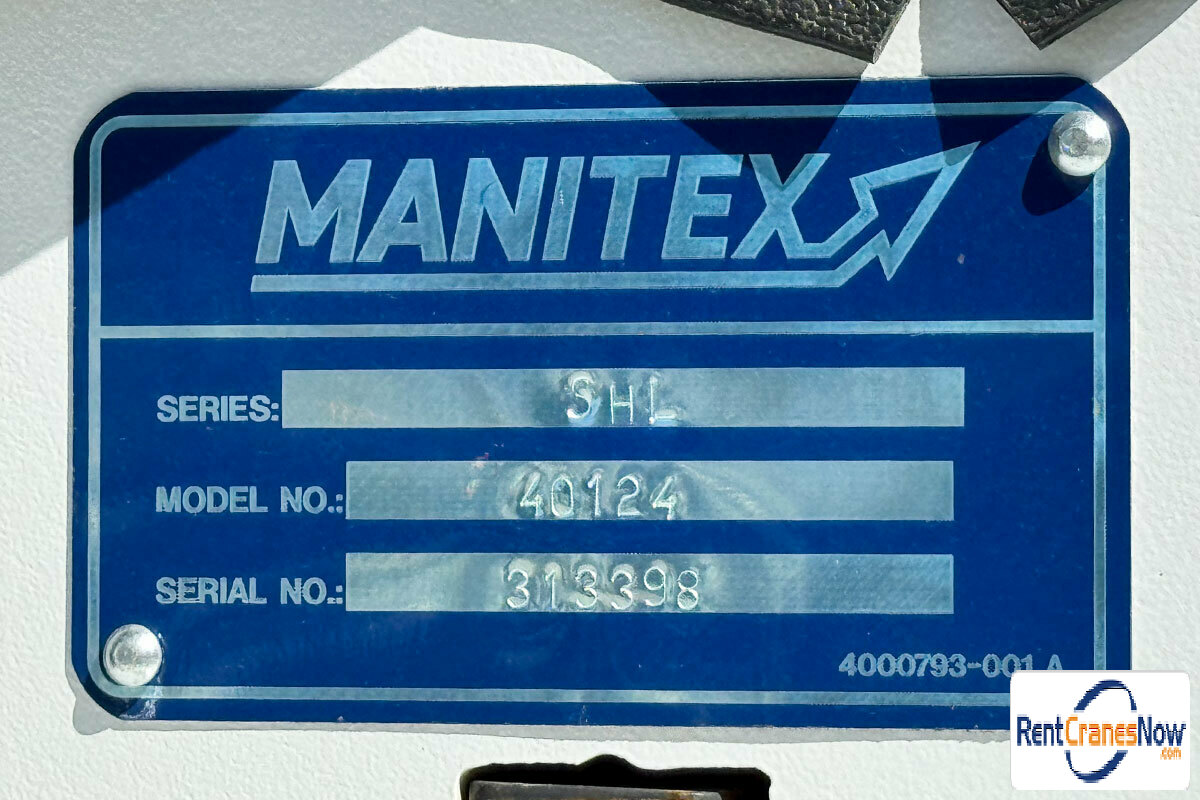 MANITEX
SERIES: SHL
MODEL NO.: 40124
SERIAL NO.: 313398
4000793-001 A
RentCranesNow
.com